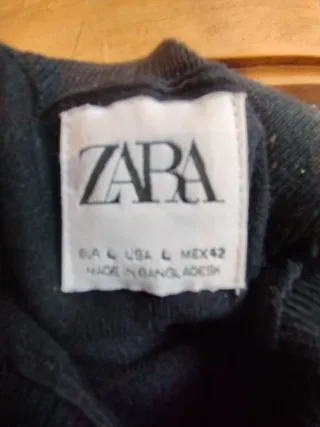 ZARA
EUR L USA L MEX 42
MADE IN BANGLADESH